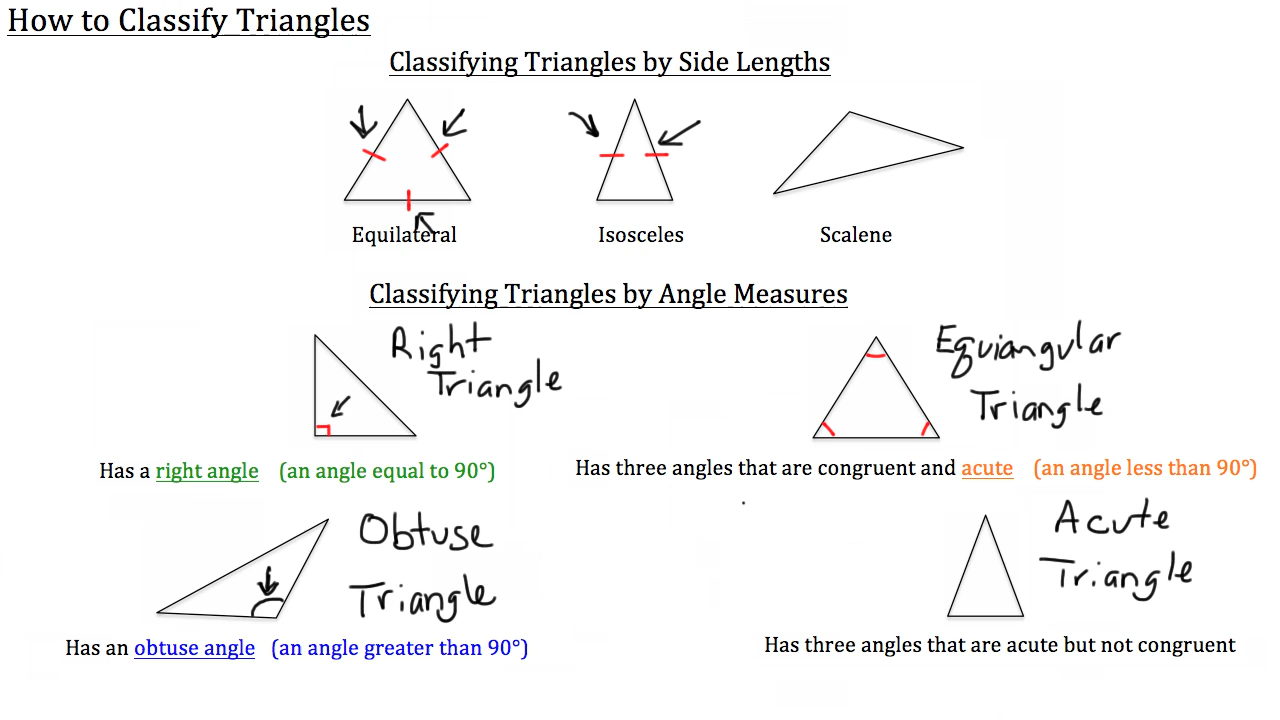 How to Classify Triangles
Classifying Triangles by Side Lengths
Equilateral
Isosceles
Scalene
Classifying Triangles by Angle Measures
Right
Triangle
Equiangular
Triangle
Has a right angle (an angle equal to 90°)
Has three angles that are congruent and acute (an angle less than 90°)
Obtuse
Triangle
Acute
Triangle
Has an obtuse angle (an angle greater than 90°)
Has three angles that are acute but not congruent